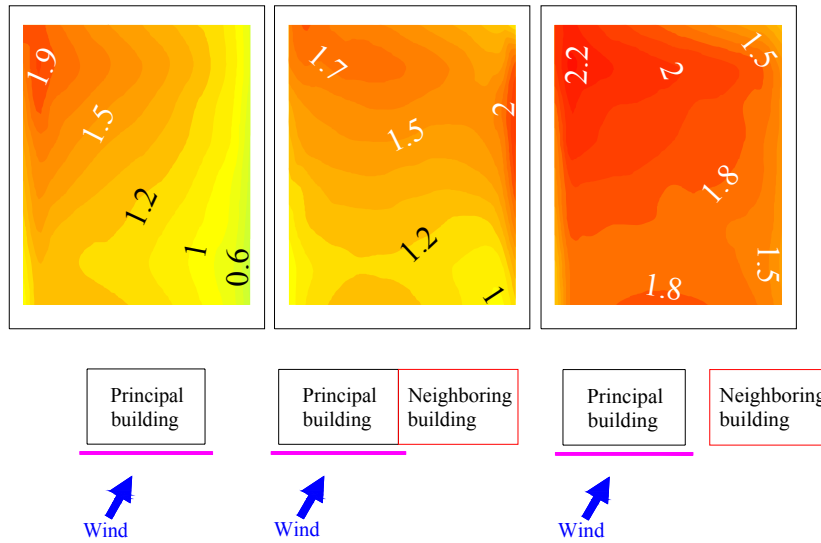 1.9
1.5
1.2
1
0.6
1.7
2
1.5
1.2
1
2.2
2
1.5
1.8
1.5
1.8
Principal
building
Principal
building
Neighboring
building
Principal
building
Neighboring
building
Wind
Wind
Wind